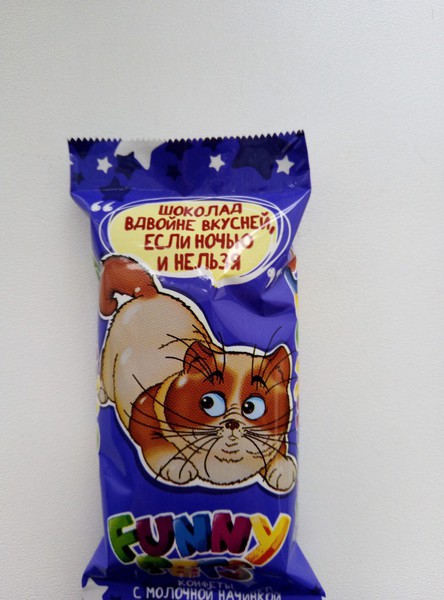 ШОКОЛАД
ВДВОЙНЕ ВКУСНЕЙ,
ЕСЛИ НОЧЬЮ
И НЕЛЬЗЯ
FUNNY
КОНФЕТЫ
С МОЛОЧНОЙ НАЧИНКОЙ